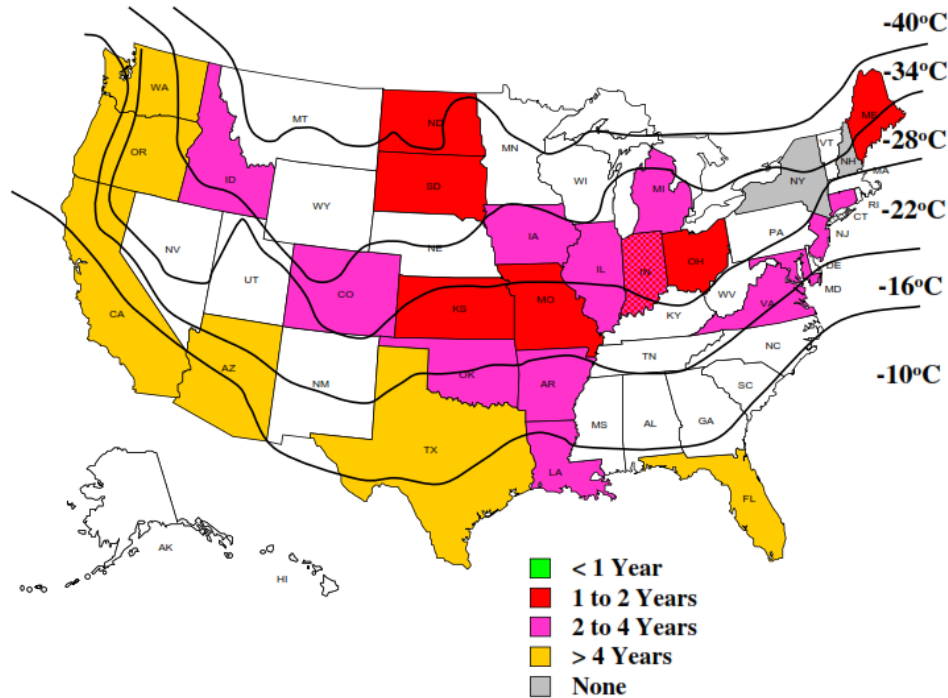 -40°C
-34°C
-28°C
-22°C
-16°C
-10°C
WA
MT
ND
ME
OR
MN
VT
NH
ID
SD
WI
MI
NY
MA
WY
RI
CT
IA
PA
NJ
NV
NE
UT
CO
IL
IN
OH
DE
MD
WV
VA
CA
KS
MO
KY
AZ
NM
OK
AR
TN
NC
SC
MS
AL
GA
TX
LA
FL
AK
HI
< 1 Year
1 to 2 Years
2 to 4 Years
> 4 Years
None